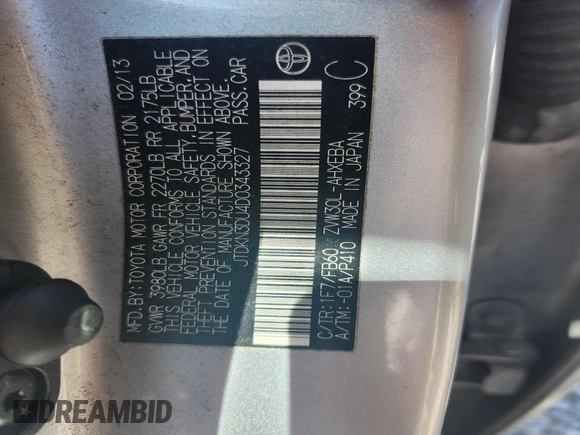 MFD. BY: TOYOTA MOTOR CORPORATION 02/13
GVWR 3980LB GAWR FR 2270LB RR 2175LB
THIS VEHICLE CONFORMS TO ALL APPLICABLE
FEDERAL MOTOR VEHICLE SAFETY, BUMPER, AND
THEFT PREVENTION STANDARDS IN EFFECT ON
THE DATE OF MANUFACTURE SHOWN ABOVE.
JTDKN3DU4D0343327 PASS. CAR
C/TR: 1F7/FB60 ZVW30L-AHXEBA
A/TM: -01A/P410 MADE IN JAPAN 399 C
DREAMBID